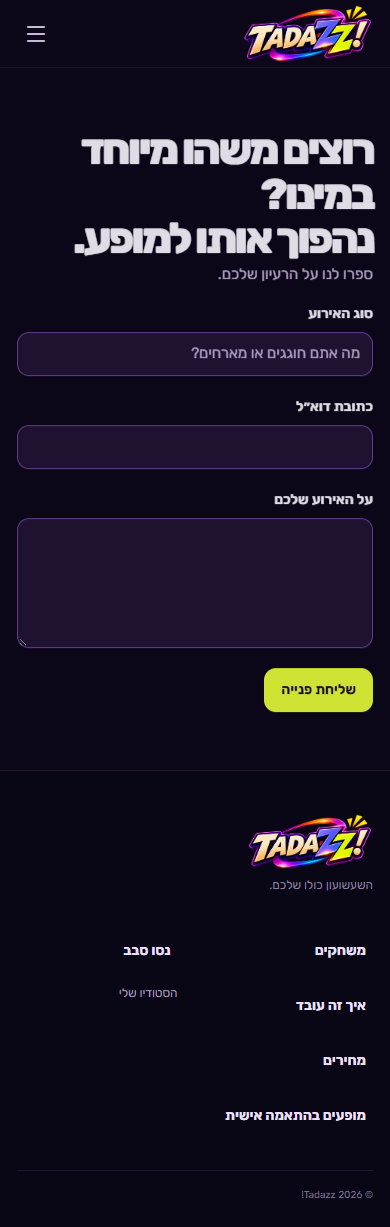 TADAZZ!
רוצים משהו מיוחד
במינו?
נהפוך אותו למופע.
ספרו לנו על הרעיון שלכם.
סוג האירוע
מה אתם חוגגים או מארחים?
כתובת דוא״ל
על האירוע שלכם
שליחת פנייה
TADAZZ!
השעשועון כולו שלכם.
משחקים
איך זה עובד
מחירים
מופעים בהתאמה אישית
נסו סבב
הסטודיו שלי
© 2026 Tadazz!